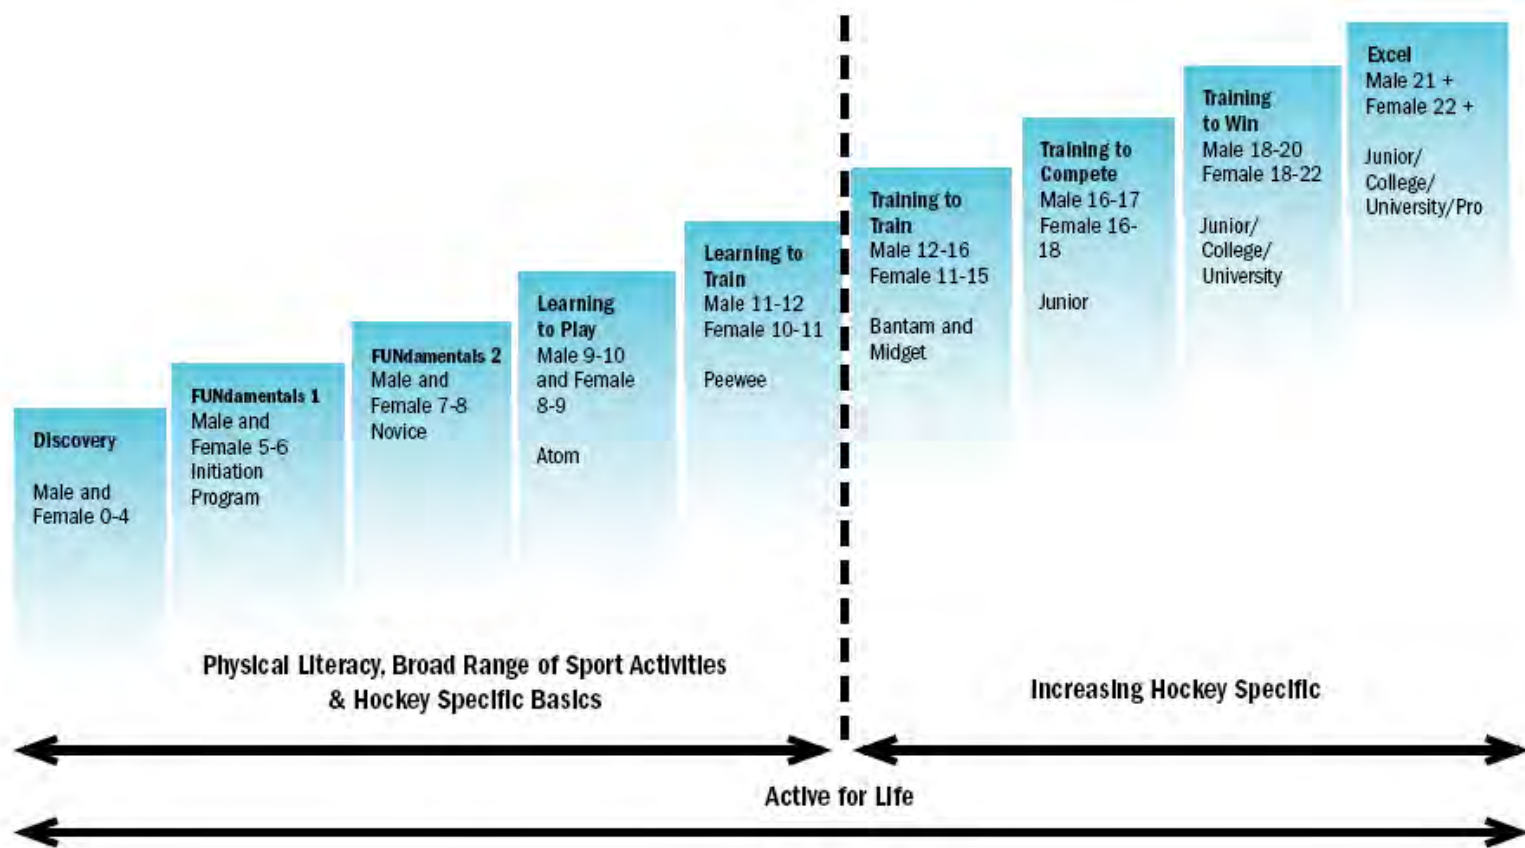 Discovery
Male and
Female 0-4
FUNdamentals 1
Male and
Female 5-6
Initiation
Program
FUNdamentals 2
Male and
Female 7-8
Novice
Learning
to Play
Male 9-10
and Female
8-9
Atom
Learning to
Train
Male 11-12
Female 10-11
Peewee
Training to
Train
Male 12-16
Female 11-15
Bantam and
Midget
Training to
Compete
Male 16-17
Female 16-
18
Junior
Training
to Win
Male 18-20
Female 18-22
Junior/
College/
University
Excel
Male 21 +
Female 22 +
Junior/
College/
University/Pro
Physical Literacy, Broad Range of Sport Activities
& Hockey Specific Basics
Increasing Hockey Specific
Active for Life